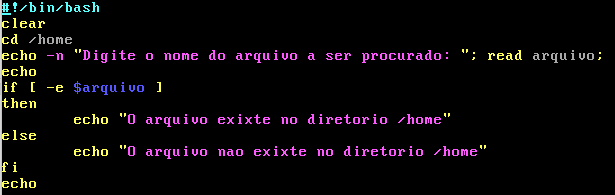 #!/bin/bash
clear
cd /home
echo -n "Digite o nome do arquivo a ser procurado: "; read arquivo;
echo
if [ -e $arquivo ]
then
echo "O arquivo exixte no diretorio /home"
else
echo "O arquivo nao exixte no diretorio /home"
fi
echo